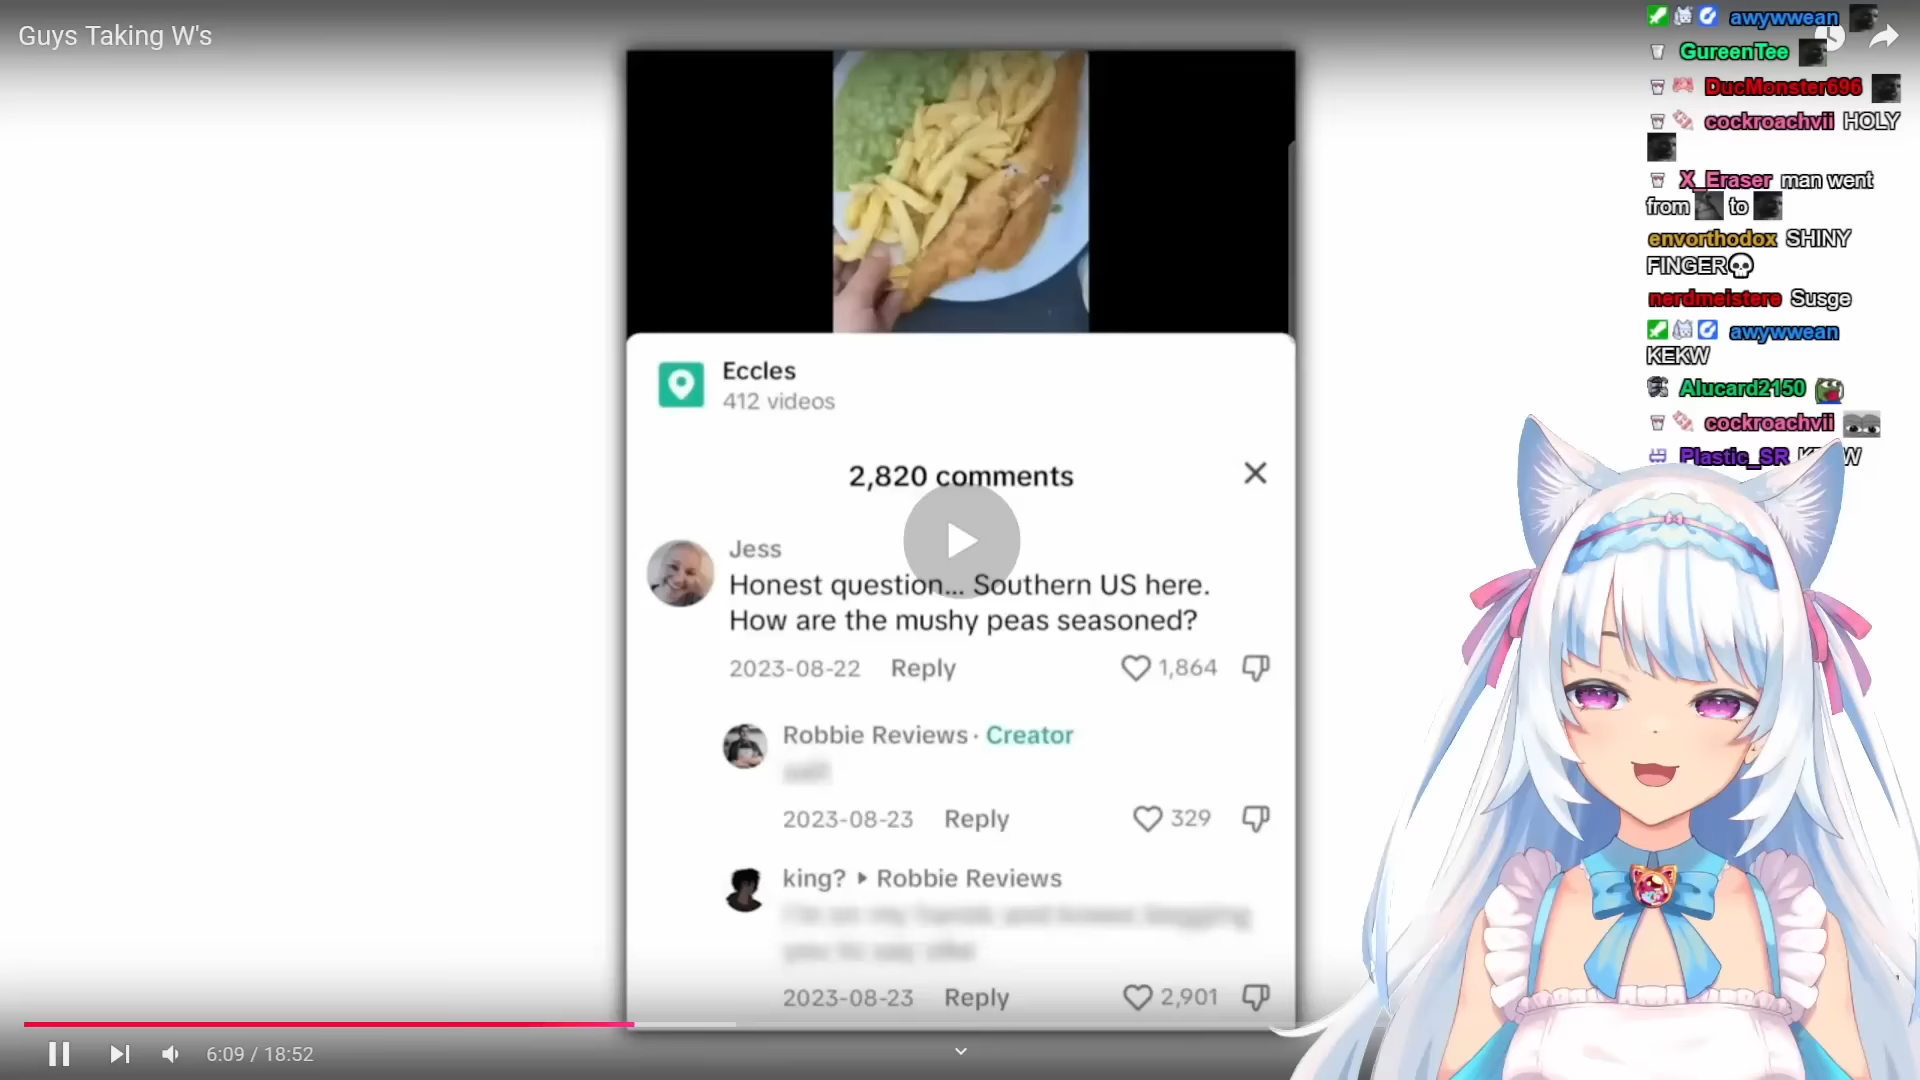 Guys Taking W's
Eccles
412 videos
2,820 comments
Jess
Honest question... Southern US here.
How are the mushy peas seasoned?
2023-08-22 Reply 1,864
Robbie Reviews · Creator
2023-08-23 Reply 329
king? ▸ Robbie Reviews
2023-08-23 Reply 2,901
6:09 / 18:52
awywwean
GureenTee
DucMonster696
cockroachvii HOLY
X_Eraser man went
from to
envorthodox SHINY
FINGER💀
nerdmeistere Susge
awywwean
KEKW
Alucard2150
cockroachvii
Plastic_SR